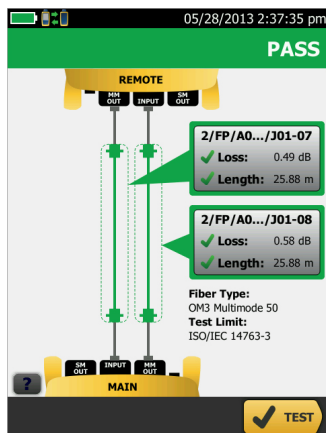 05/28/2013 2:37:35 pm
PASS
REMOTE
MM OUT INPUT SM OUT
2/FP/A0.../J01-07
Loss: 0.49 dB
Length: 25.88 m
2/FP/A0.../J01-08
Loss: 0.58 dB
Length: 25.88 m
Fiber Type:
OM3 Multimode 50
Test Limit:
ISO/IEC 14763-3
SM OUT INPUT MM OUT
?
MAIN
TEST